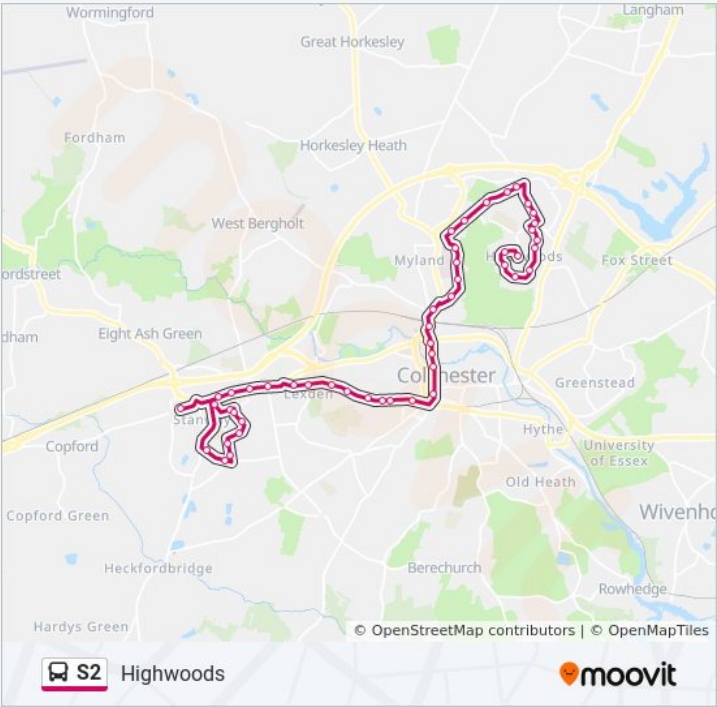 Wormingford
Langham
Great Horkesley
Fordham
Horkesley Heath
West Bergholt
Myland
Fox Street
ordstreet
dham
Eight Ash Green
Colchester
Lexden
Greenstead
Copford
Hythe
University
of Essex
Old Heath
Copford Green
Wivenho
Heckfordbridge
Berechurch
Rowhedge
Hardys Green
© OpenStreetMap contributors | © OpenMapTiles
S2 Highwoods
moovit